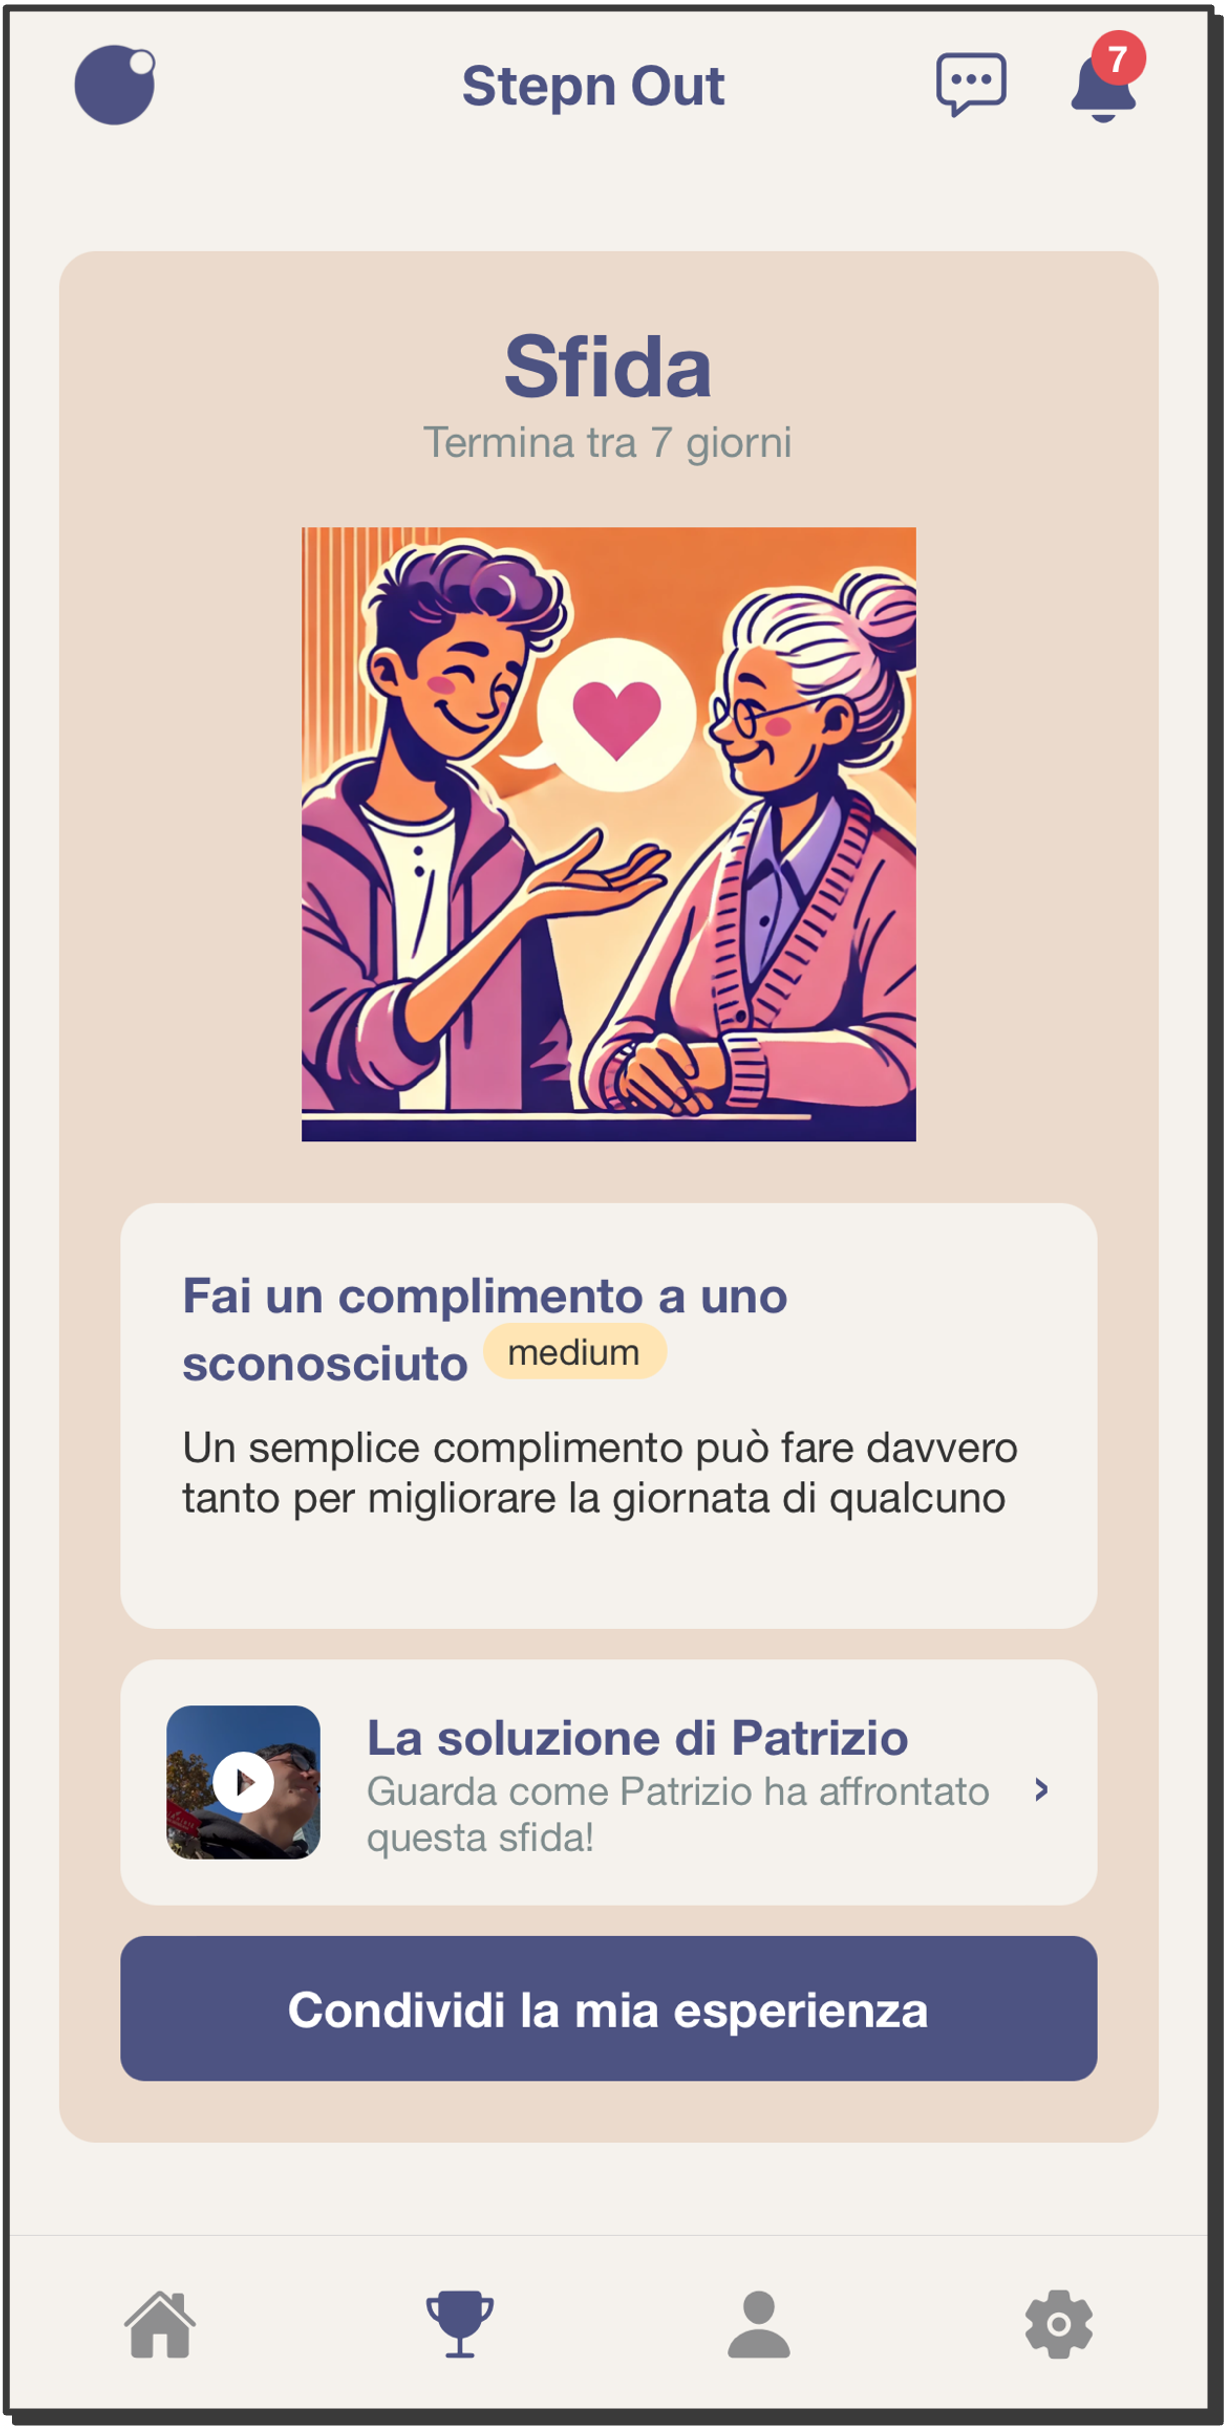 Stepn Out
7
Sfida
Termina tra 7 giorni
Fai un complimento a uno
sconosciuto medium
Un semplice complimento può fare davvero
tanto per migliorare la giornata di qualcuno
La soluzione di Patrizio
Guarda come Patrizio ha affrontato
questa sfida!
Condividi la mia esperienza